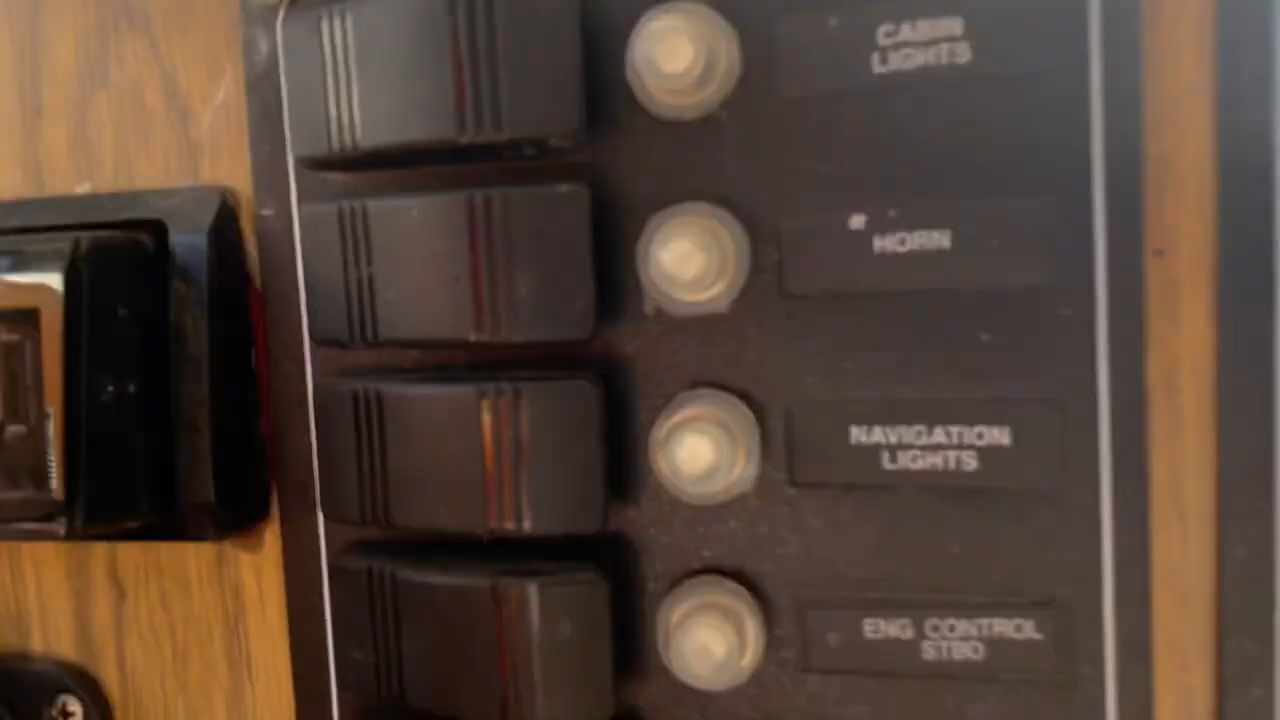 CABIN
LIGHTS
HORN
NAVIGATION
LIGHTS
ENG CONTROL
STBD